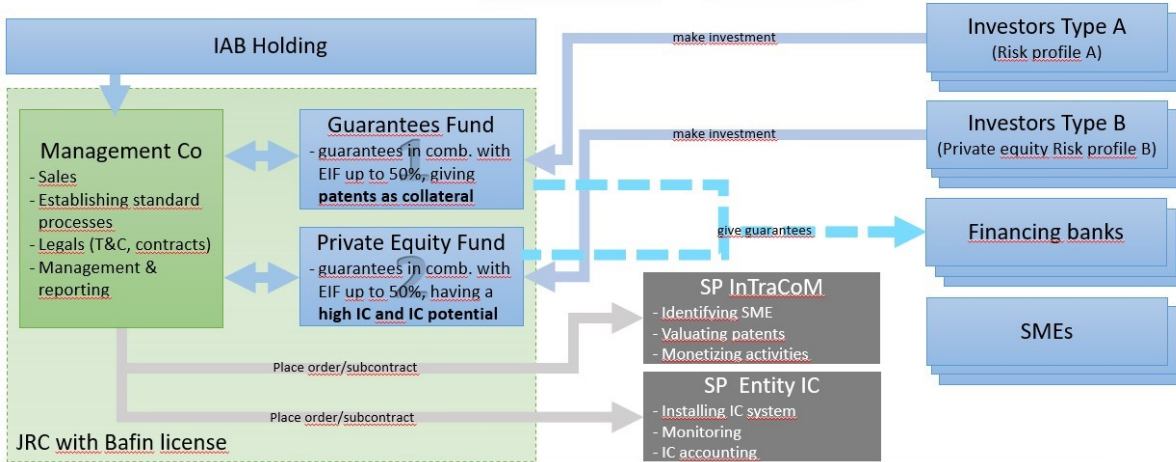 IAB Holding
Management Co
- Sales
- Establishing standard
processes
- Legals (T&C, contracts)
- Management &
reporting
Guarantees Fund
1
- guarantees in comb. with
EIF up to 50%, giving
patents as collateral
Private Equity Fund
2
- guarantees in comb. with
EIF up to 50%, having a
high IC and IC potential
JRC with Bafin license
make investment
make investment
give guarantees
Place order/subcontract
Place order/subcontract
SP InTraCoM
- Identifying SME
- Valuating patents
- Monetizing activities
SP Entity IC
- Installing IC system
- Monitoring
- IC accounting
Investors Type A
(Risk profile A)
Investors Type B
(Private equity Risk profile B)
Financing banks
SMEs